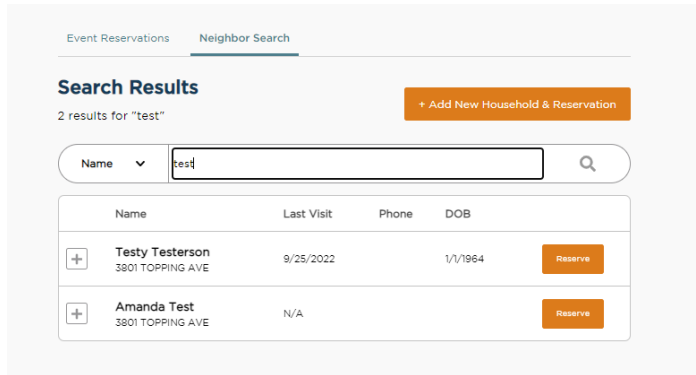 Event Reservations Neighbor Search
Search Results
2 results for "test"
+ Add New Household & Reservation
Name test
Name Last Visit Phone DOB
Testy Testerson
3801 TOPPING AVE
9/25/2022 1/1/1964 Reserve
Amanda Test
3801 TOPPING AVE
N/A Reserve